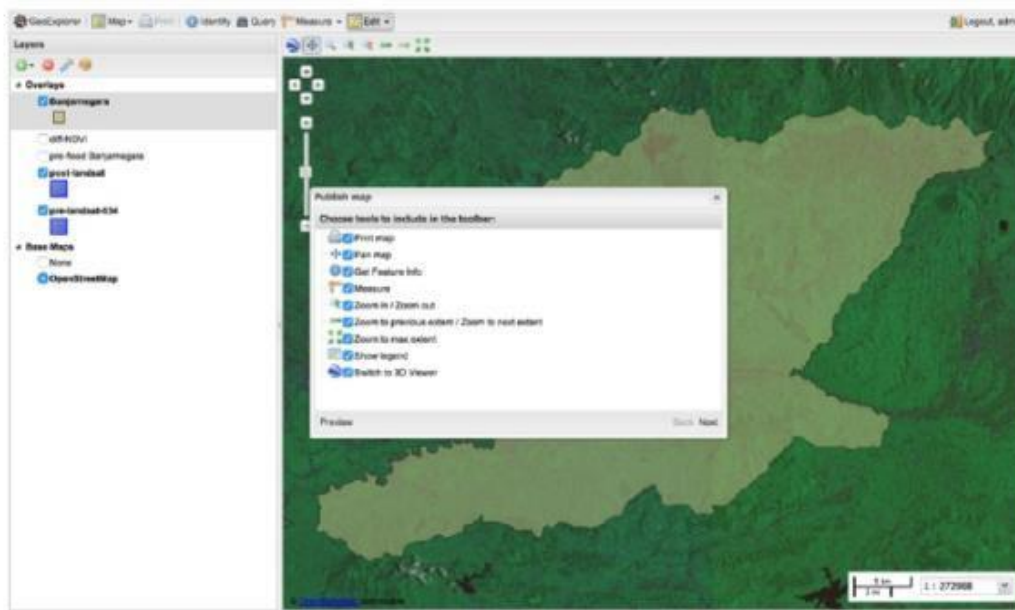 GeoExplorer Map Print Identify Query Measure Edit Logout, adm
Layers
Overlays
Banjarnegara
diff-NDVI
pre-flood Banjarnegara
post-landsat
pre-landsat-534
Base Maps
None
OpenStreetMap
Publish map
Choose tools to include in the toolbar:
Print map
Pan map
Get Feature Info
Measure
Zoom in / Zoom out
Zoom to previous extent / Zoom to next extent
Zoom to max extent
Show legend
Switch to 3D Viewer
Preview Back Next
5 km
1 : 272988